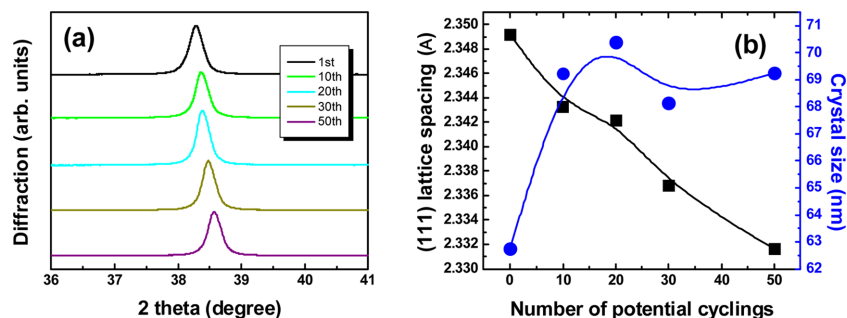 (a)
1st
10th
20th
30th
50th
Diffraction (arb. units)
36 37 38 39 40 41
2 theta (degree)
(b)
(111) lattice spacing (A)
2.350
2.348
2.346
2.344
2.342
2.340
2.338
2.336
2.334
2.332
2.330
0 10 20 30 40 50
Number of potential cyclings
71
70
69
68
67
66
65
64
63
62
Crystal size (nm)